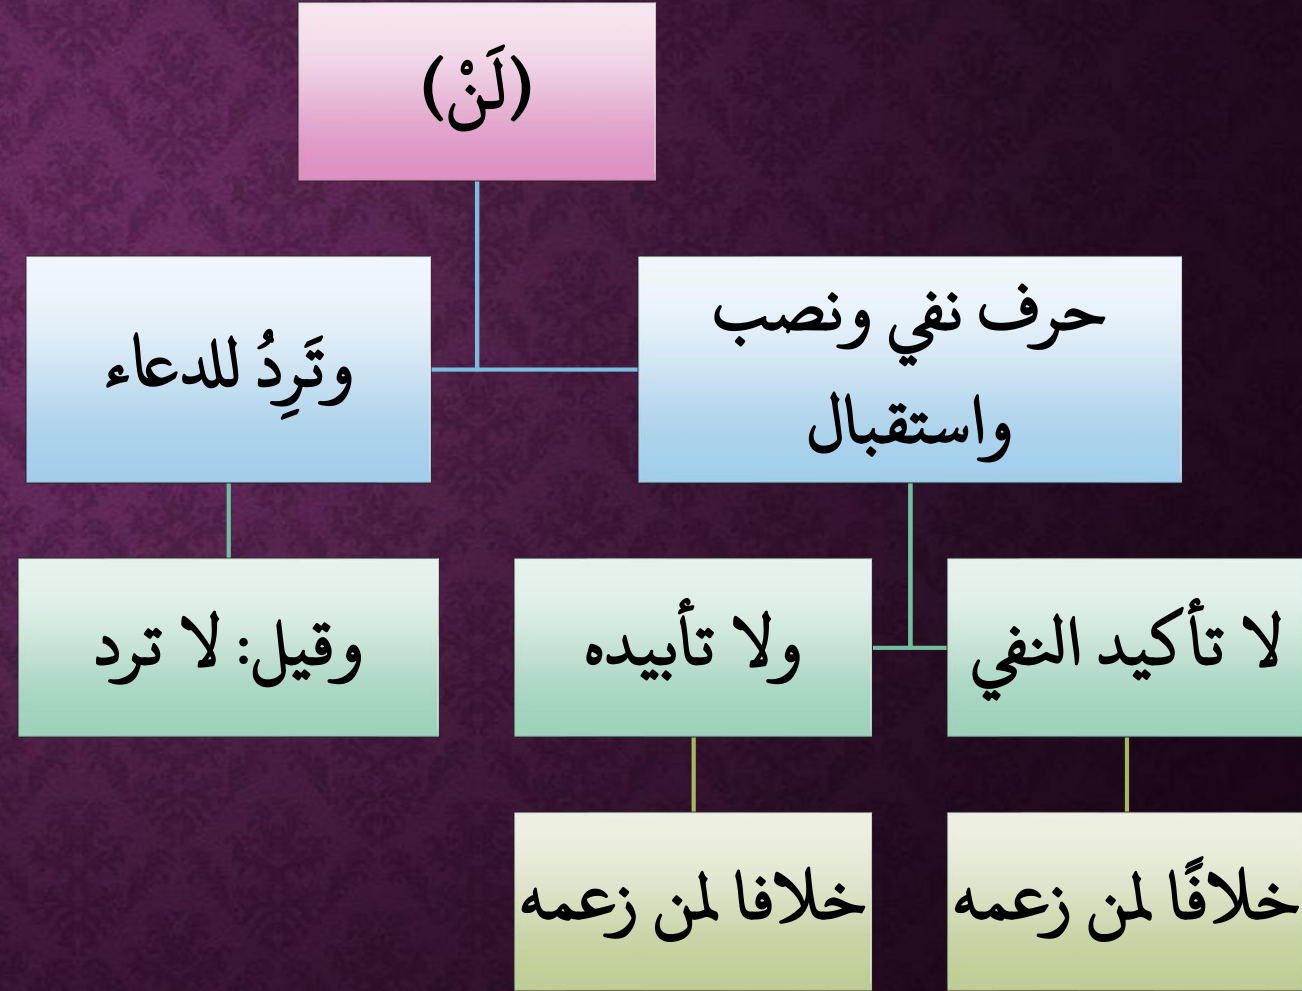 (لَنْ)
حرف نفي ونصب
واستقبال
وتَرِدُ للدعاء
لا تأكيد النفي
ولا تأبيده
وقيل: لا ترد
خلافًا لمن زعمه
خلافا لمن زعمه